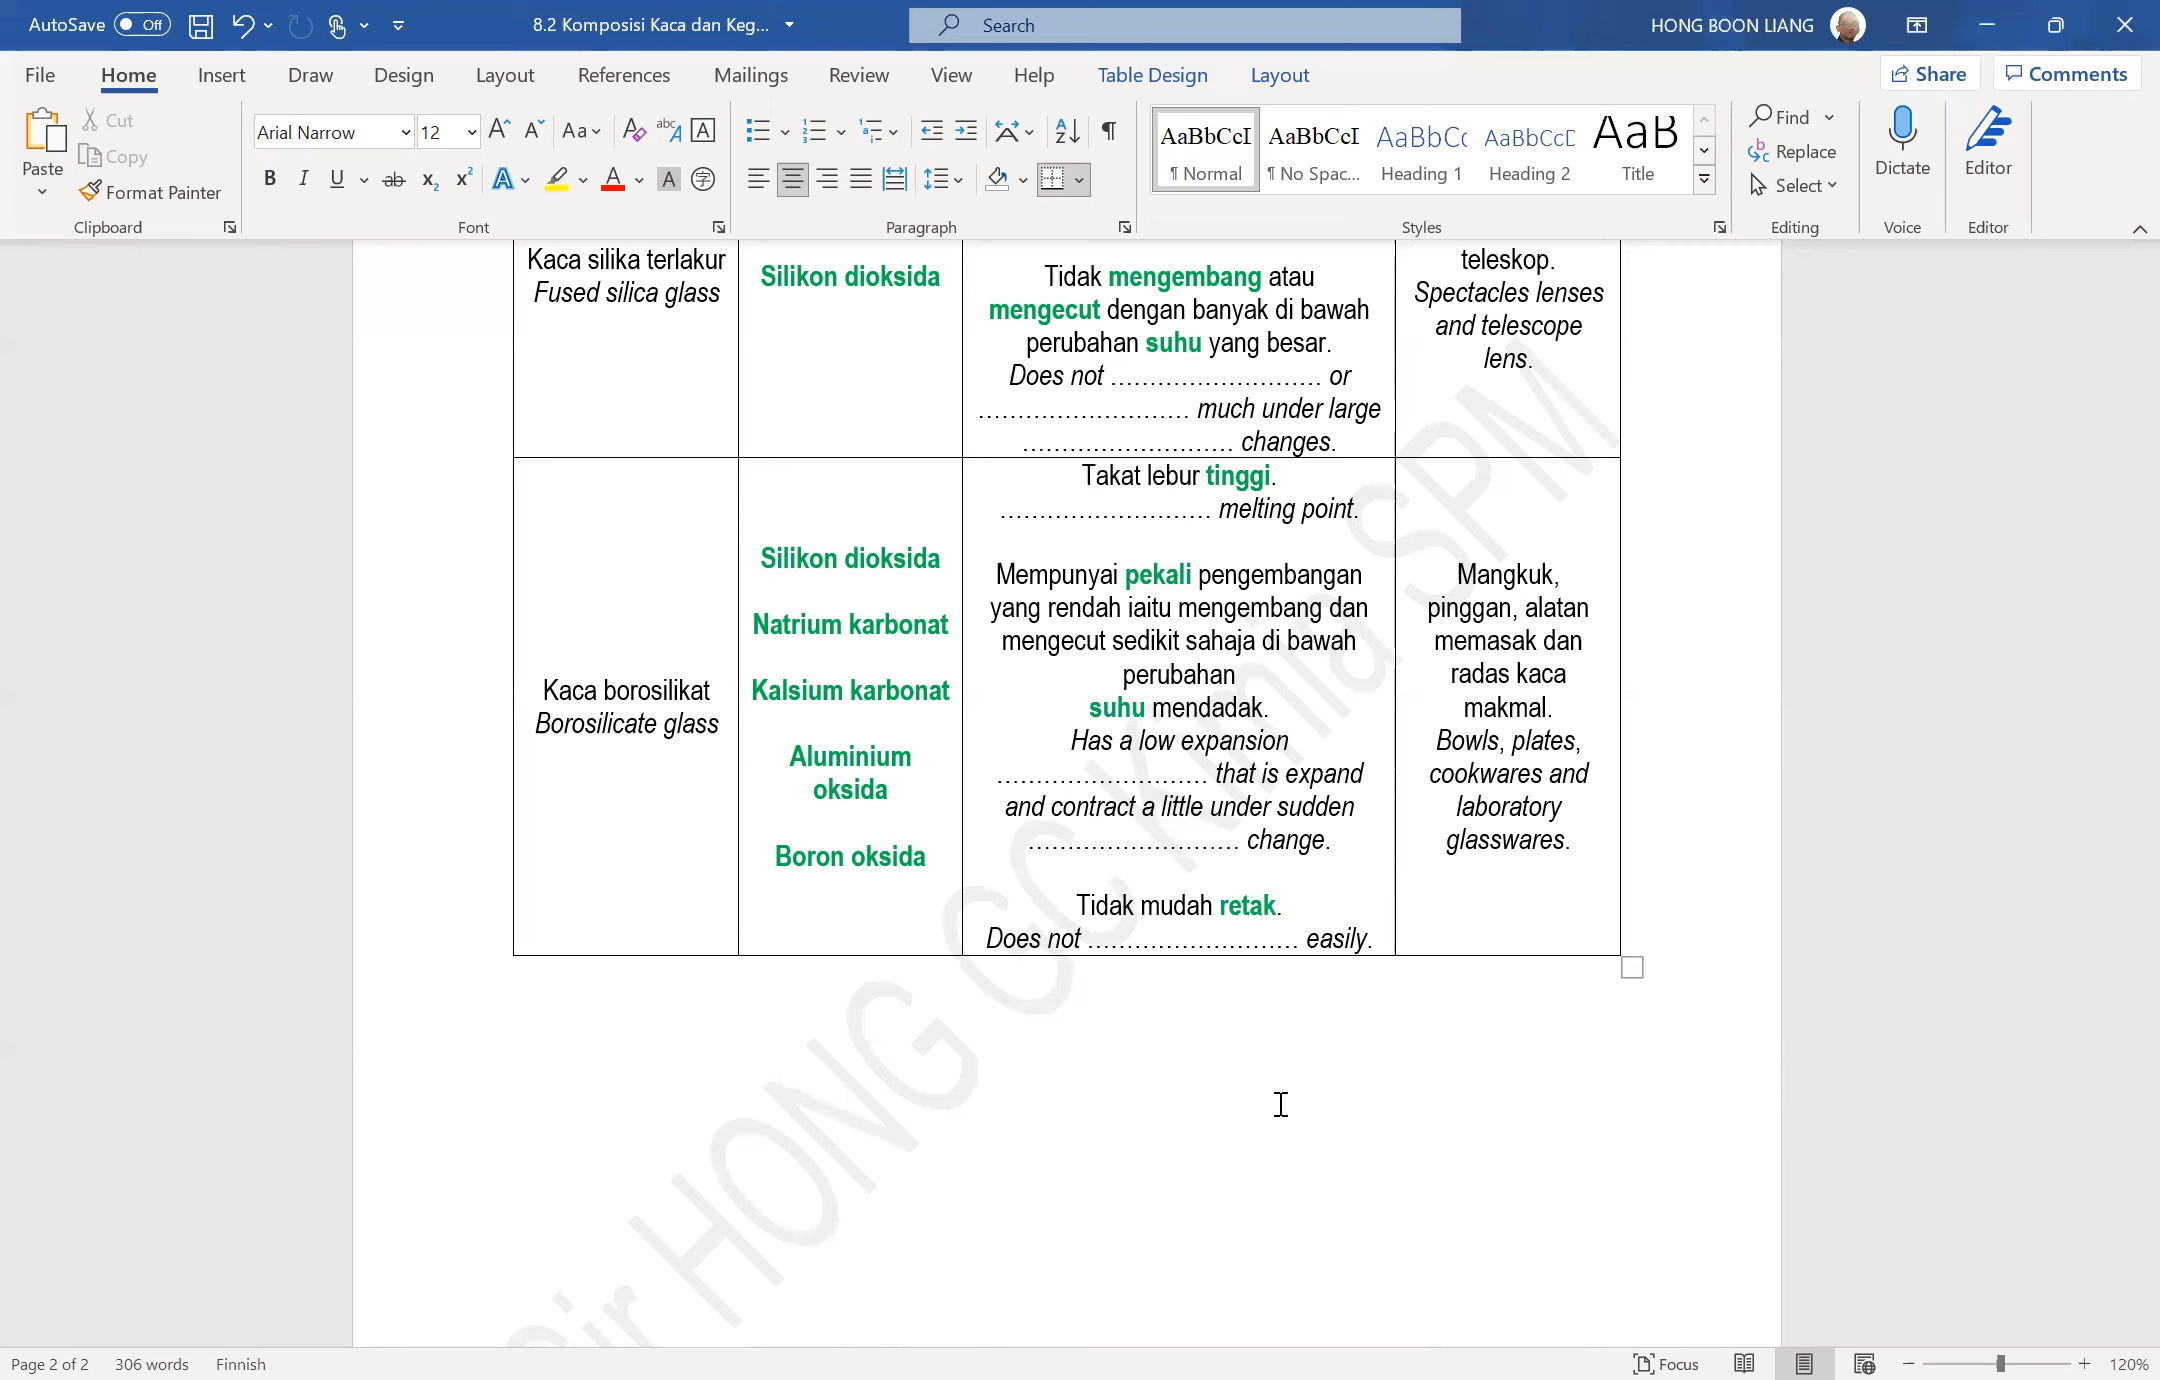 AutoSave Off 8.2 Komposisi Kaca dan Keg... Search HONG BOON LIANG
File Home Insert Draw Design Layout References Mailings Review View Help Table Design Layout Share Comments
Paste Cut Copy Format Painter
Clipboard
Arial Narrow 12
Font
Paragraph
AaBbCcI AaBbCcI AaBbC AaBbCc AaB
¶ Normal ¶ No Spac... Heading 1 Heading 2 Title
Styles
Find
Replace
Select
Editing
Dictate
Voice
Editor
Editor
Kaca silika terlakur
Fused silica glass
Silikon dioksida
Tidak mengembang atau
mengecut dengan banyak di bawah
perubahan suhu yang besar.
Does not ……………………… or
……………………… much under large
……………………… changes.
teleskop.
Spectacles lenses
and telescope
lens.
Kaca borosilikat
Borosilicate glass
Silikon dioksida
Natrium karbonat
Kalsium karbonat
Aluminium
oksida
Boron oksida
Takat lebur tinggi.
……………………… melting point.
Mempunyai pekali pengembangan
yang rendah iaitu mengembang dan
mengecut sedikit sahaja di bawah
perubahan
suhu mendadak.
Has a low expansion
……………………… that is expand
and contract a little under sudden
……………………… change.
Tidak mudah retak.
Does not ……………………… easily.
Mangkuk,
pinggan, alatan
memasak dan
radas kaca
makmal.
Bowls, plates,
cookwares and
laboratory
glasswares.
Sir HONG GC Kimia SPM
Page 2 of 2 306 words Finnish Focus 120%